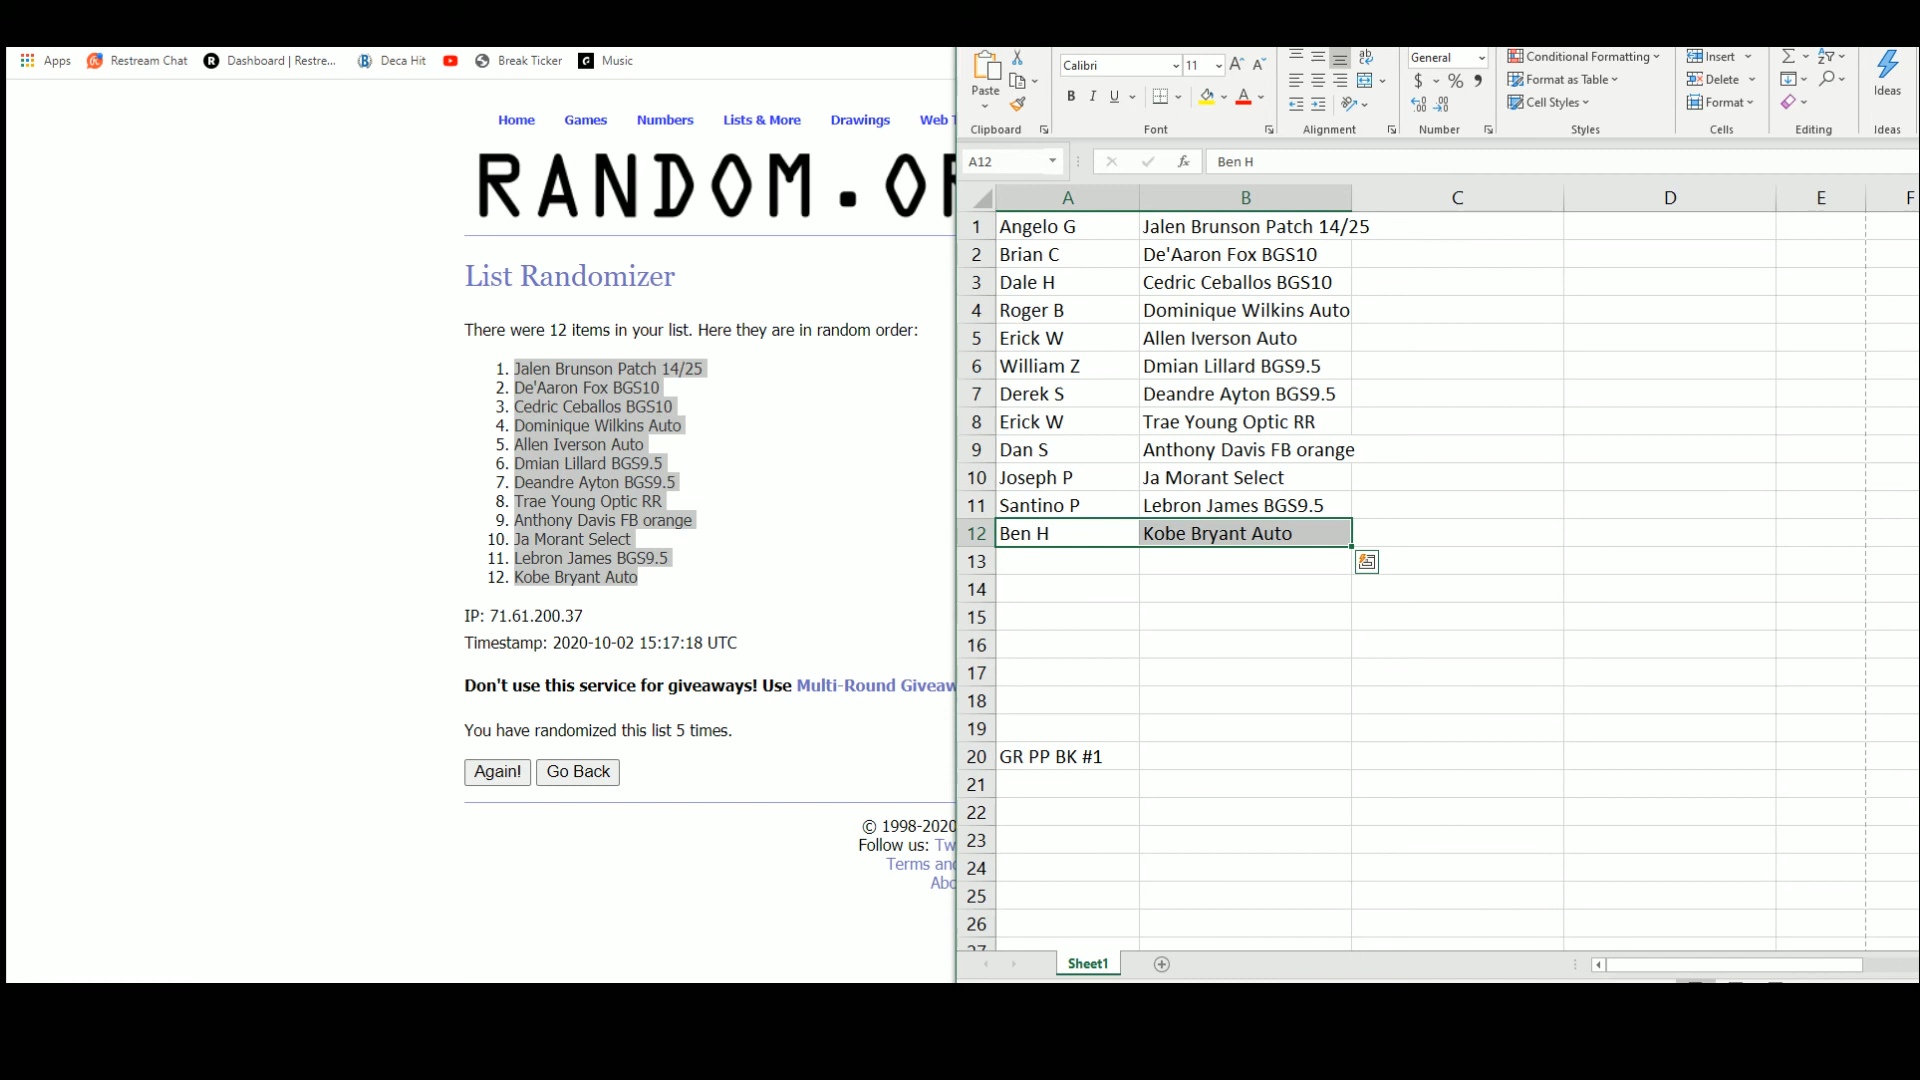 Apps Restream Chat Dashboard | Restre... Deca Hit Break Ticker Music
Home Games Numbers Lists & More Drawings Web
RANDOM.O
List Randomizer
There were 12 items in your list. Here they are in random order:
1. Jalen Brunson Patch 14/25
2. De'Aaron Fox BGS10
3. Cedric Ceballos BGS10
4. Dominique Wilkins Auto
5. Allen Iverson Auto
6. Dmian Lillard BGS9.5
7. Deandre Ayton BGS9.5
8. Trae Young Optic RR
9. Anthony Davis FB orange
10. Ja Morant Select
11. Lebron James BGS9.5
12. Kobe Bryant Auto
IP: 71.61.200.37
Timestamp: 2020-10-02 15:17:18 UTC
Don't use this service for giveaways! Use Multi-Round Giveaw
You have randomized this list 5 times.
Again! Go Back
© 1998-2020
Follow us: Tw
Terms and
Abo
Paste
Calibri 11
B I U
General
$ %
Conditional Formatting
Format as Table
Cell Styles
Insert
Delete
Format
Ideas
Clipboard Font Alignment Number Styles Cells Editing Ideas
A12 fx Ben H
A B C D E F
1 Angelo G Jalen Brunson Patch 14/25
2 Brian C De'Aaron Fox BGS10
3 Dale H Cedric Ceballos BGS10
4 Roger B Dominique Wilkins Auto
5 Erick W Allen Iverson Auto
6 William Z Dmian Lillard BGS9.5
7 Derek S Deandre Ayton BGS9.5
8 Erick W Trae Young Optic RR
9 Dan S Anthony Davis FB orange
10 Joseph P Ja Morant Select
11 Santino P Lebron James BGS9.5
12 Ben H Kobe Bryant Auto
13
14
15
16
17
18
19
20 GR PP BK #1
21
22
23
24
25
26
27
Sheet1